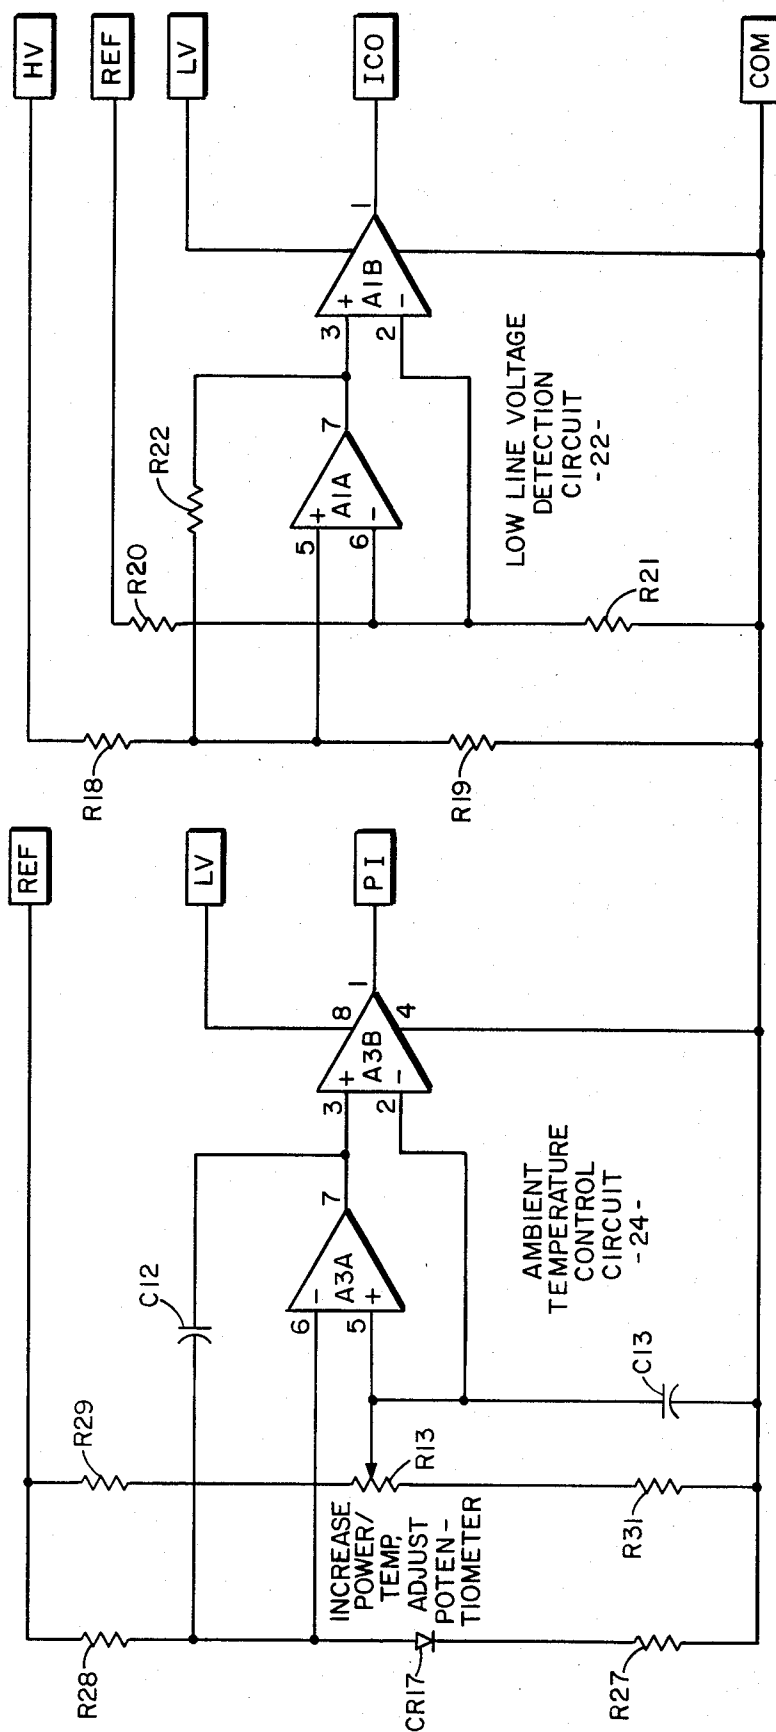 REF
R28
R29
C12
LV
8
3
+
A3B
1
PI
2
-
4
7
6
-
A3A
5
+
INCREASE
POWER/
TEMP.
ADJUST
POTEN-
TIOMETER
R13
CR17
C13
R31
R27
AMBIENT
TEMPERATURE
CONTROL
CIRCUIT
-24-
HV
REF
LV
R18
R20
R22
5
+
A1A
7
6
-
3
+
A1B
1
ICO
2
-
R19
R21
LOW LINE VOLTAGE
DETECTION
CIRCUIT
-22-
COM